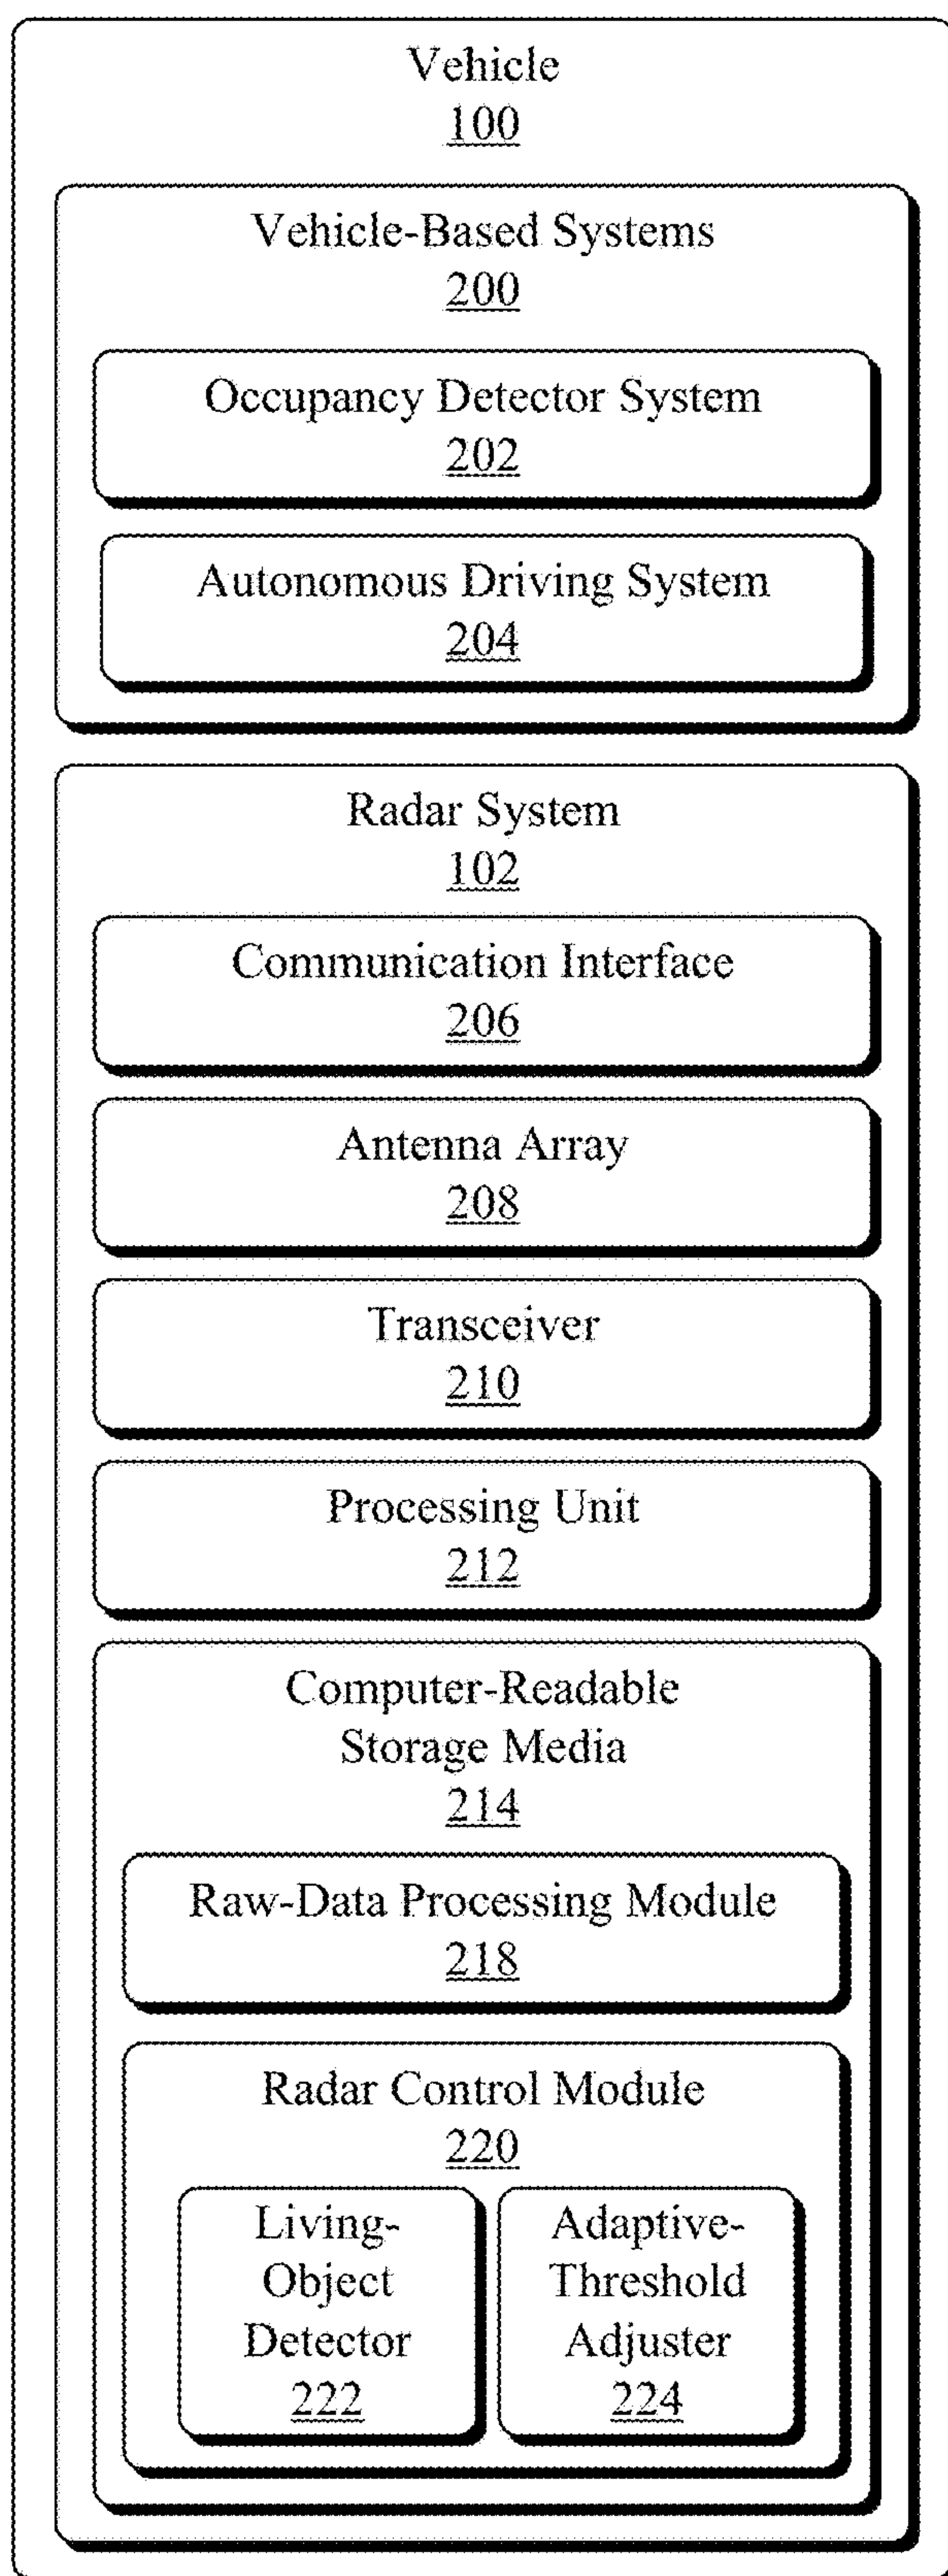 Vehicle
100
Vehicle-Based Systems
200
Occupancy Detector System
202
Autonomous Driving System
204
Radar System
102
Communication Interface
206
Antenna Array
208
Transceiver
210
Processing Unit
212
Computer-Readable
Storage Media
214
Raw-Data Processing Module
218
Radar Control Module
220
Living-
Object
Detector
222
Adaptive-
Threshold
Adjuster
224